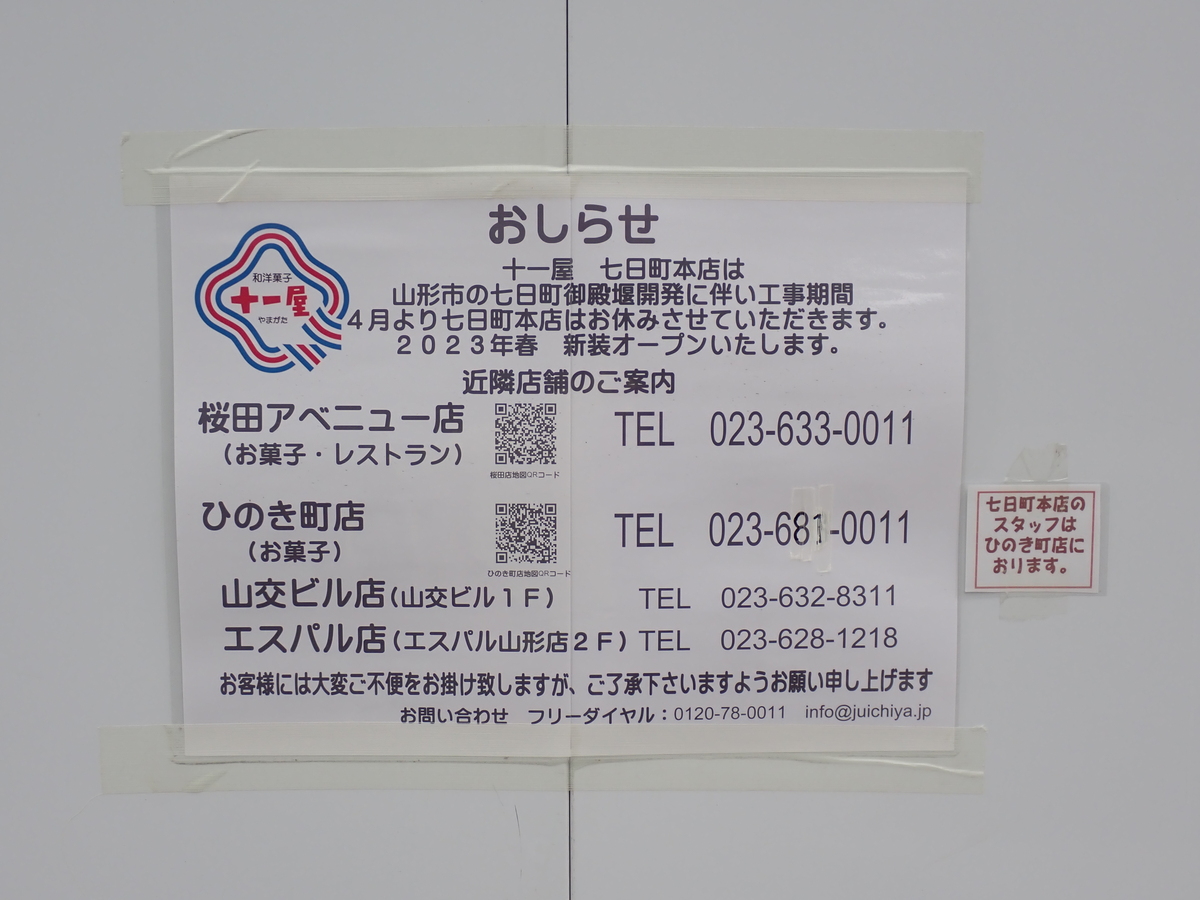 おしらせ
和洋菓子
十一屋
やまがた
十一屋　七日町本店は
山形市の七日町御殿堰開発に伴い工事期間
４月より七日町本店はお休みさせていただきます。
２０２３年春　新装オープンいたします。
近隣店舗のご案内
桜田アベニュー店
（お菓子・レストラン）
桜田店地図QRコード
TEL　023-633-0011
ひのき町店
（お菓子）
ひのき町店地図QRコード
TEL　023-681-0011
山交ビル店(山交ビル１Ｆ)　TEL　023-632-8311
エスパル店(エスパル山形店２Ｆ) TEL　023-628-1218
お客様には大変ご不便をお掛け致しますが、ご了承下さいますようお願い申し上げます
お問い合わせ　フリーダイヤル：0120-78-0011　info@juichiya.jp
七日町本店の
スタッフは
ひのき町店に
おります。